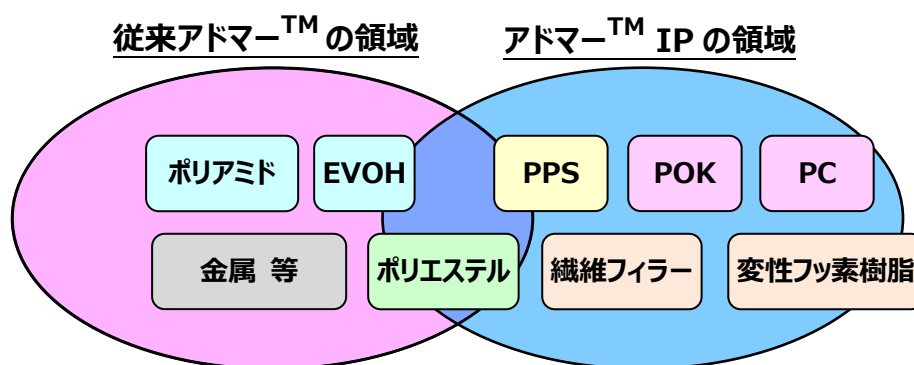 従来アドマーTM の領域
アドマーTM IP の領域
ポリアミド
EVOH
PPS
POK
PC
金属 等
ポリエステル
繊維フィラー
変性フッ素樹脂